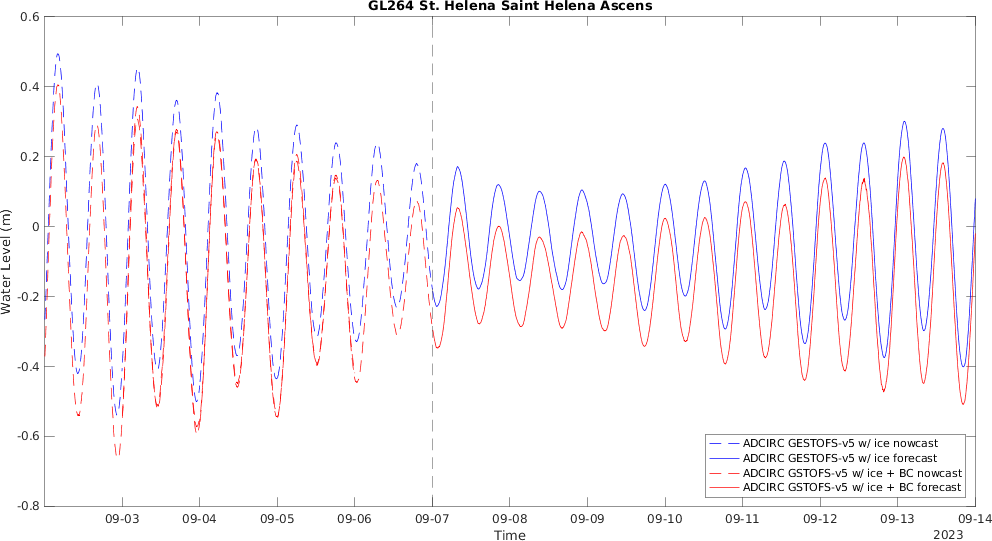 GL264 St. Helena Saint Helena Ascens
0.6
0.4
0.2
0
-0.2
-0.4
-0.6
-0.8
Water Level (m)
ADCIRC GESTOFS-v5 w/ ice nowcast
ADCIRC GESTOFS-v5 w/ ice forecast
ADCIRC GSTOFS-v5 w/ ice + BC nowcast
ADCIRC GSTOFS-v5 w/ ice + BC forecast
09-03 09-04 09-05 09-06 09-07 09-08 09-09 09-10 09-11 09-12 09-13 09-14
Time
2023